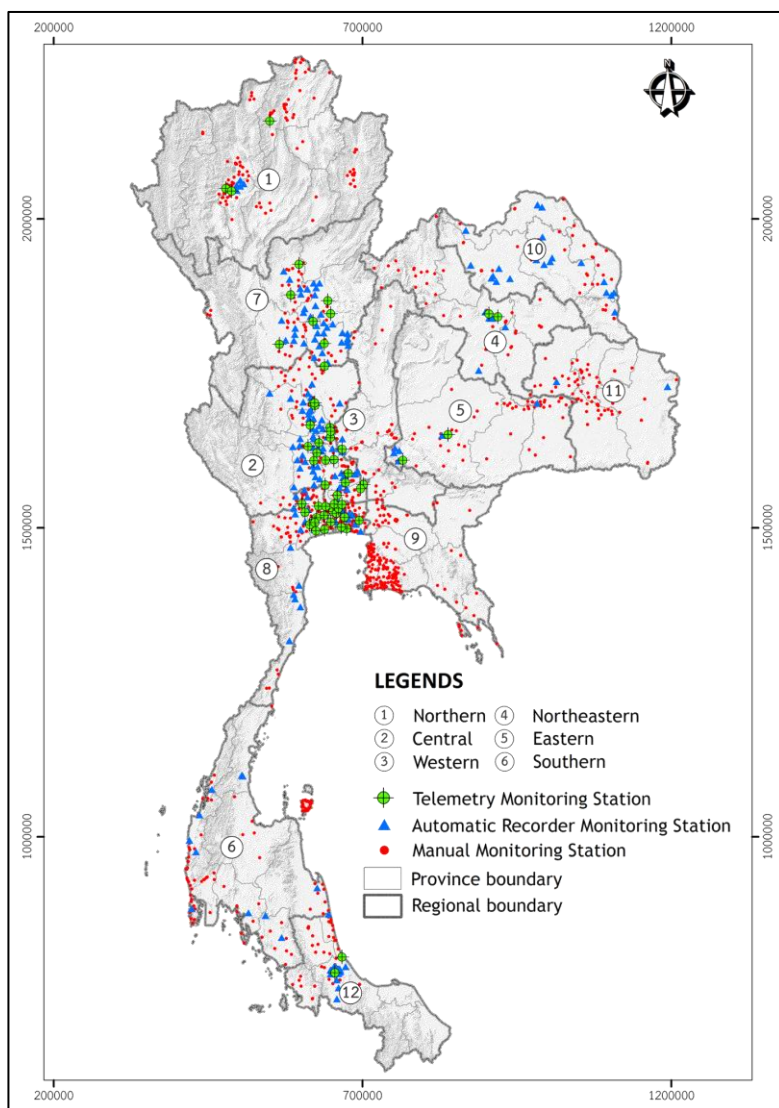 200000 700000 1200000
N
1
2000000 2000000
10
7
4
11
3
5
2
1500000 1500000
9
8
LEGENDS
1 Northern 4 Northeastern
2 Central 5 Eastern
3 Western 6 Southern
Telemetry Monitoring Station
1000000 1000000
Automatic Recorder Monitoring Station
6 Manual Monitoring Station
Province boundary
Regional boundary
12
200000 700000 1200000